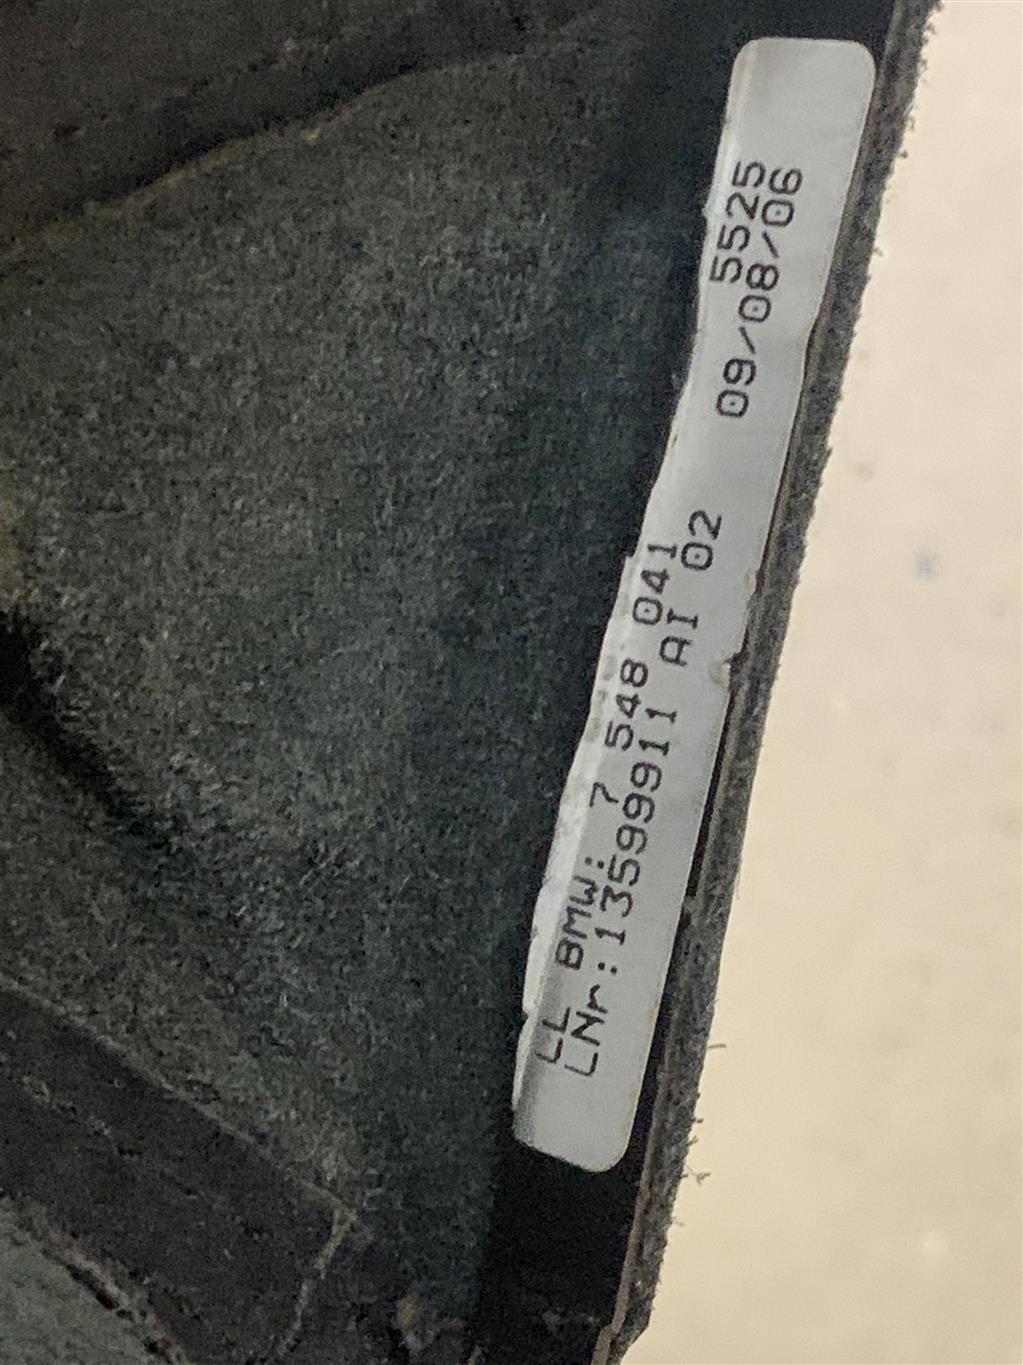 LL BMW: 7 548 041 5525
LNr:13599911 AI 02 09/08/06